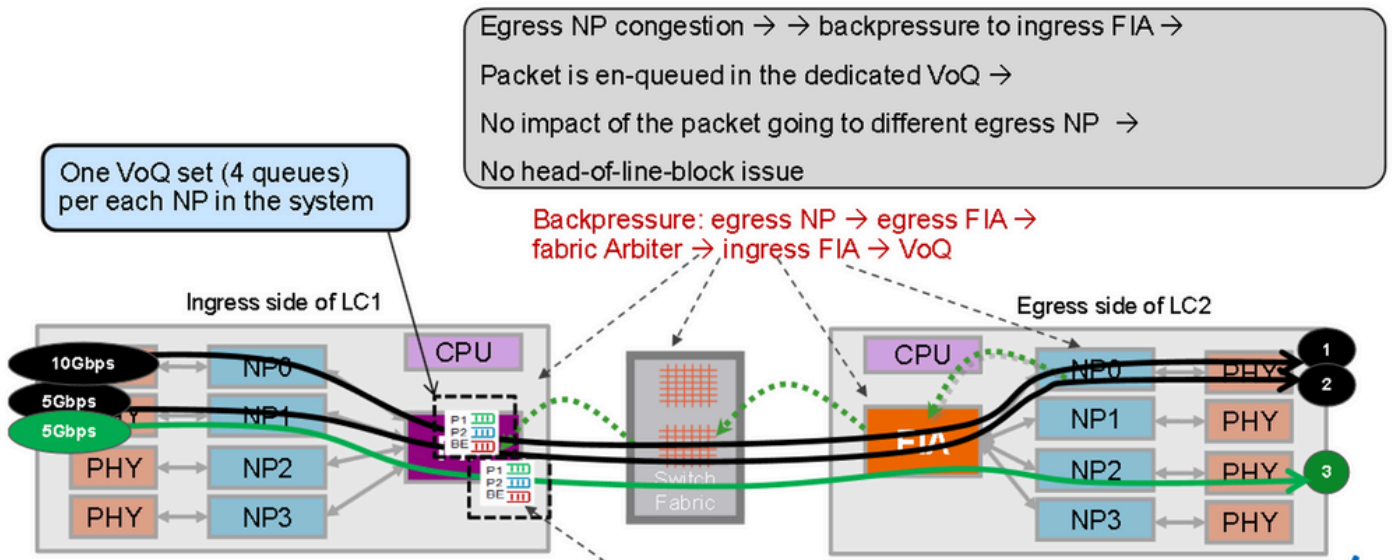 Egress NP congestion → → backpressure to ingress FIA →
Packet is en-queued in the dedicated VoQ →
No impact of the packet going to different egress NP →
No head-of-line-block issue
One VoQ set (4 queues)
per each NP in the system
Backpressure: egress NP → egress FIA →
fabric Arbiter → ingress FIA → VoQ
Ingress side of LC1
Egress side of LC2
10Gbps
NP0
CPU
5Gbps
NP1
5Gbps
PHY
NP2
PHY
NP3
P1
P2
BE
P1
P2
BE
Switch
Fabric
CPU
FIA
NP0
PHY
1
2
NP1
PHY
NP2
PHY
3
NP3
PHY